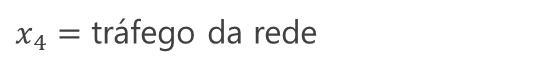 x₄ = tráfego da rede